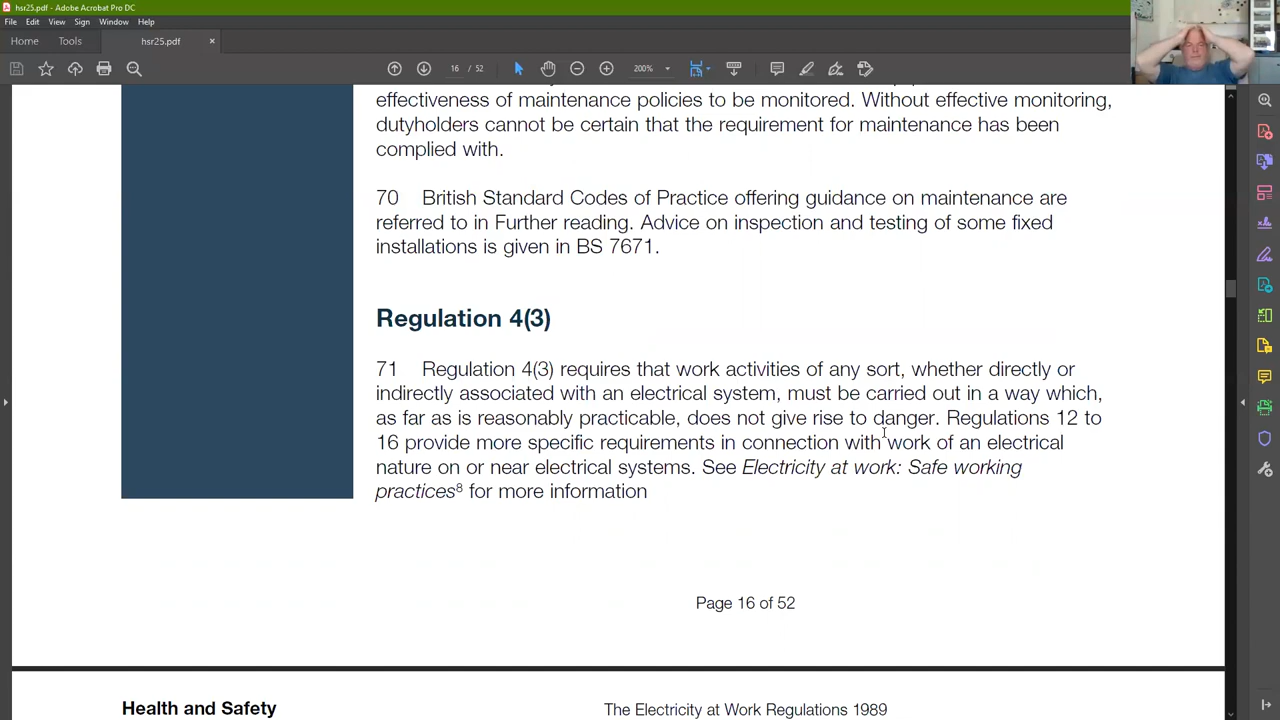 hsr25.pdf - Adobe Acrobat Pro DC
File Edit View Sign Window Help
Home Tools hsr25.pdf ×
16 / 52 200%
effectiveness of maintenance policies to be monitored. Without effective monitoring,
dutyholders cannot be certain that the requirement for maintenance has been
complied with.
70 British Standard Codes of Practice offering guidance on maintenance are
referred to in Further reading. Advice on inspection and testing of some fixed
installations is given in BS 7671.
Regulation 4(3)
71 Regulation 4(3) requires that work activities of any sort, whether directly or
indirectly associated with an electrical system, must be carried out in a way which,
as far as is reasonably practicable, does not give rise to danger. Regulations 12 to
16 provide more specific requirements in connection with work of an electrical
nature on or near electrical systems. See Electricity at work: Safe working
practices⁸ for more information
Page 16 of 52
Health and Safety The Electricity at Work Regulations 1989